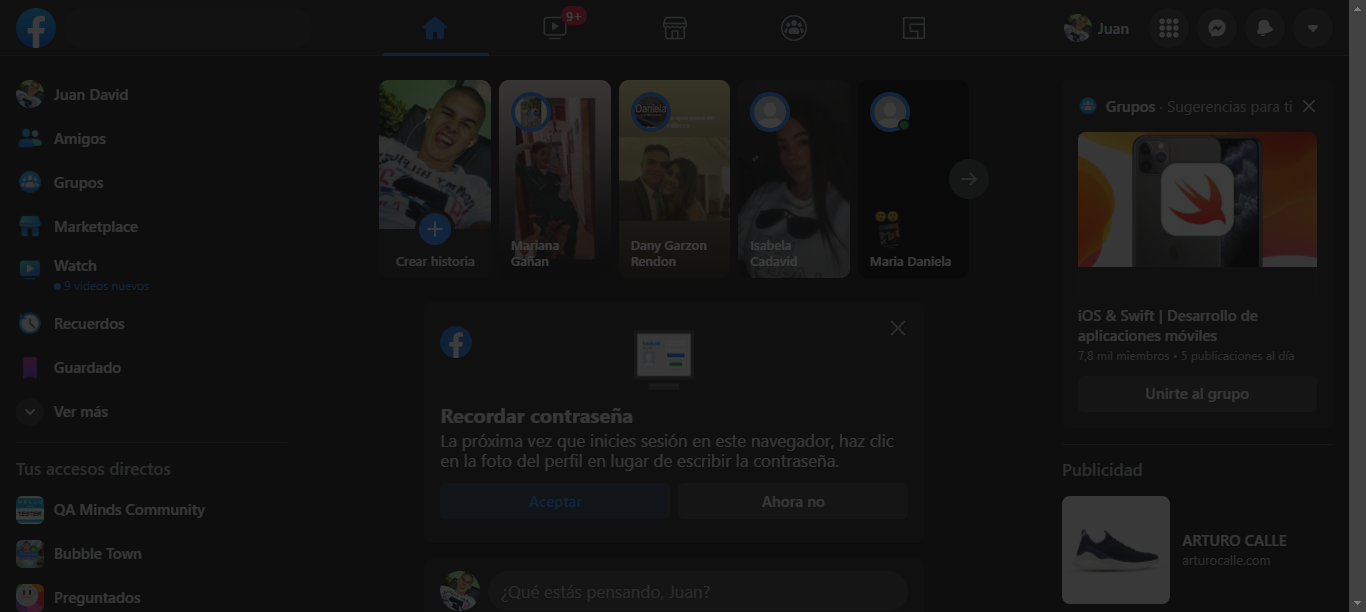 9+
Juan
Juan David
Amigos
Grupos
Marketplace
Watch
9 videos nuevos
Recuerdos
Guardado
Ver más
Tus accesos directos
QA Minds Community
Bubble Town
Preguntados
Crear historia
Mariana
Gañan
Daniela
Dany Garzon
Rendon
Isabela
Cadavid
Maria Daniela
Recordar contraseña
La próxima vez que inicies sesión en este navegador, haz clic
en la foto del perfil en lugar de escribir la contraseña.
Aceptar
Ahora no
¿Qué estás pensando, Juan?
Grupos · Sugerencias para ti
iOS & Swift | Desarrollo de
aplicaciones móviles
7,8 mil miembros • 5 publicaciones al día
Unirte al grupo
Publicidad
ARTURO CALLE
arturocalle.com